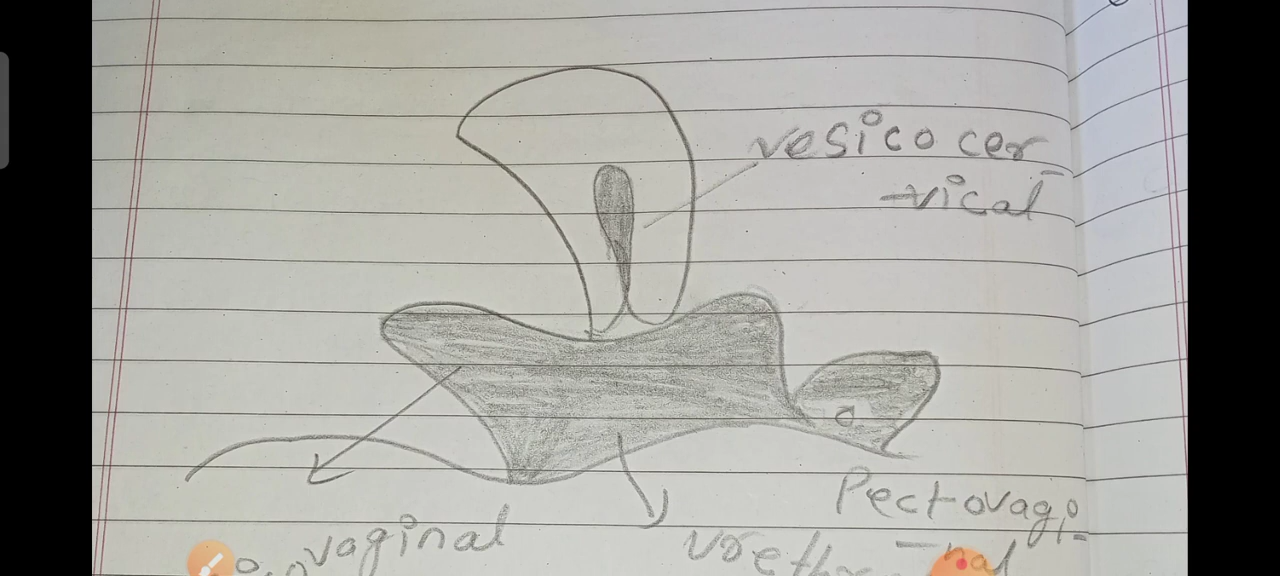 vesico cer
-vical
Pectovagi-
-nal
vaginal